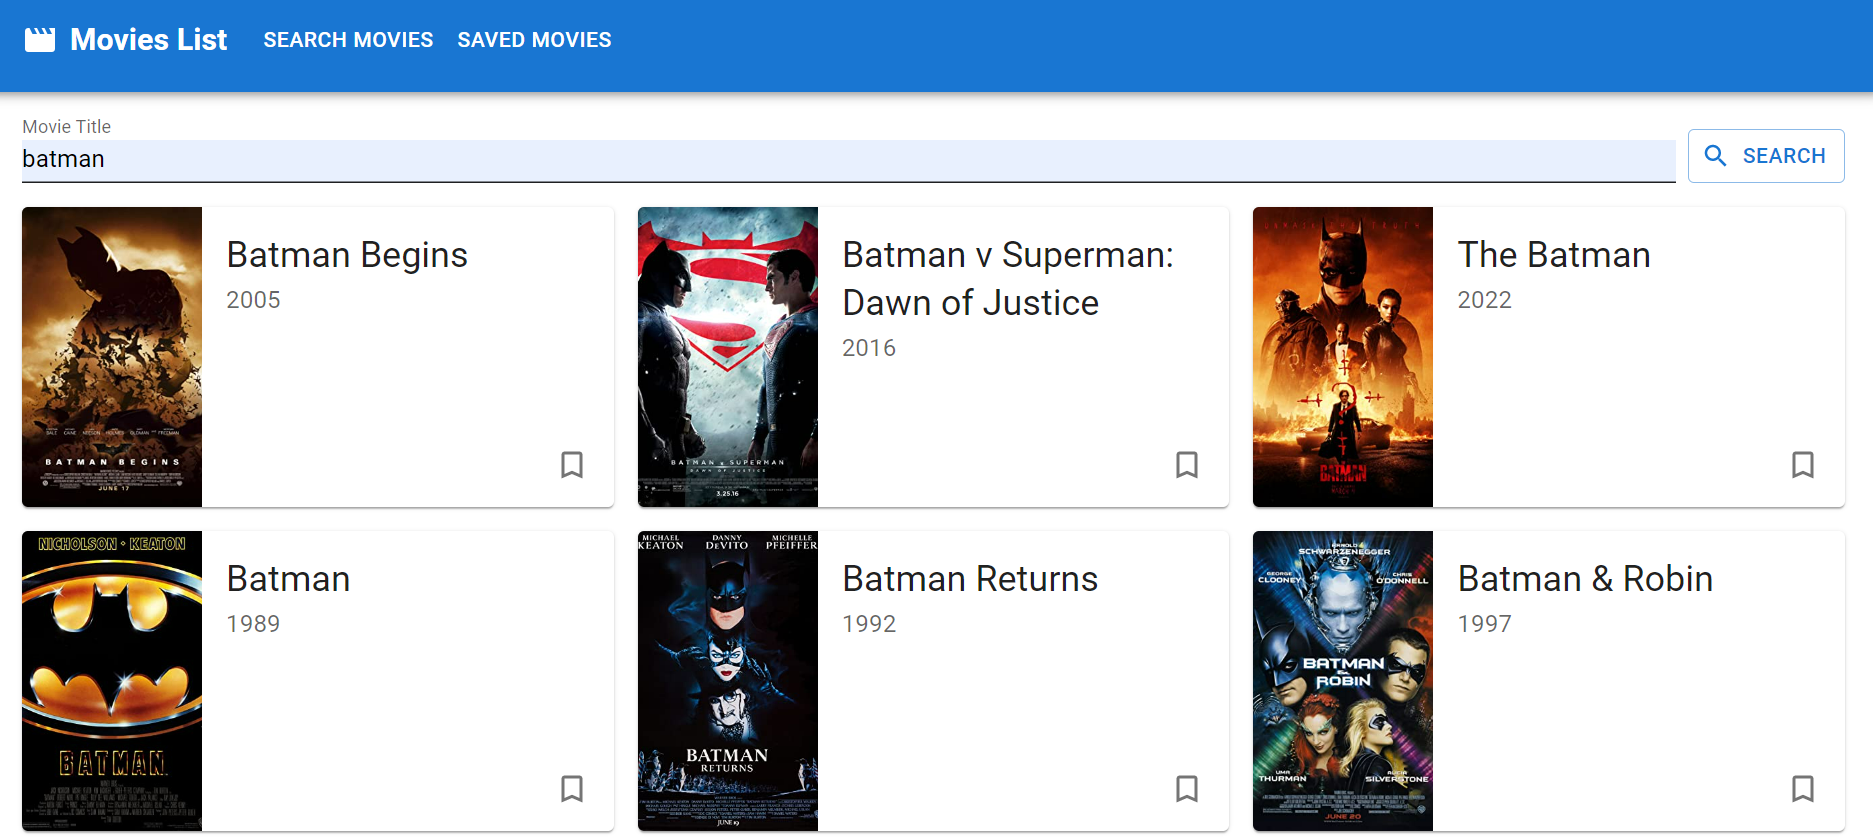 Movies List
SEARCH MOVIES
SAVED MOVIES
Movie Title
batman
SEARCH
BATMAN BEGINS
JUNE 17
Batman Begins
2005
BATMAN v SUPERMAN
DAWN OF JUSTICE
3.25.16
Batman v Superman:
Dawn of Justice
2016
BATMAN
The Batman
2022
NICHOLSON • KEATON
BATMAN
Batman
1989
MICHAEL KEATON
DANNY DeVITO
MICHELLE PFEIFFER
BATMAN
RETURNS
JUNE 19
Batman Returns
1992
ARNOLD
SCHWARZENEGGER
GEORGE CLOONEY
CHRIS O'DONNELL
BATMAN
&
ROBIN
UMA THURMAN
ALICIA SILVERSTONE
JUNE 20
Batman & Robin
1997